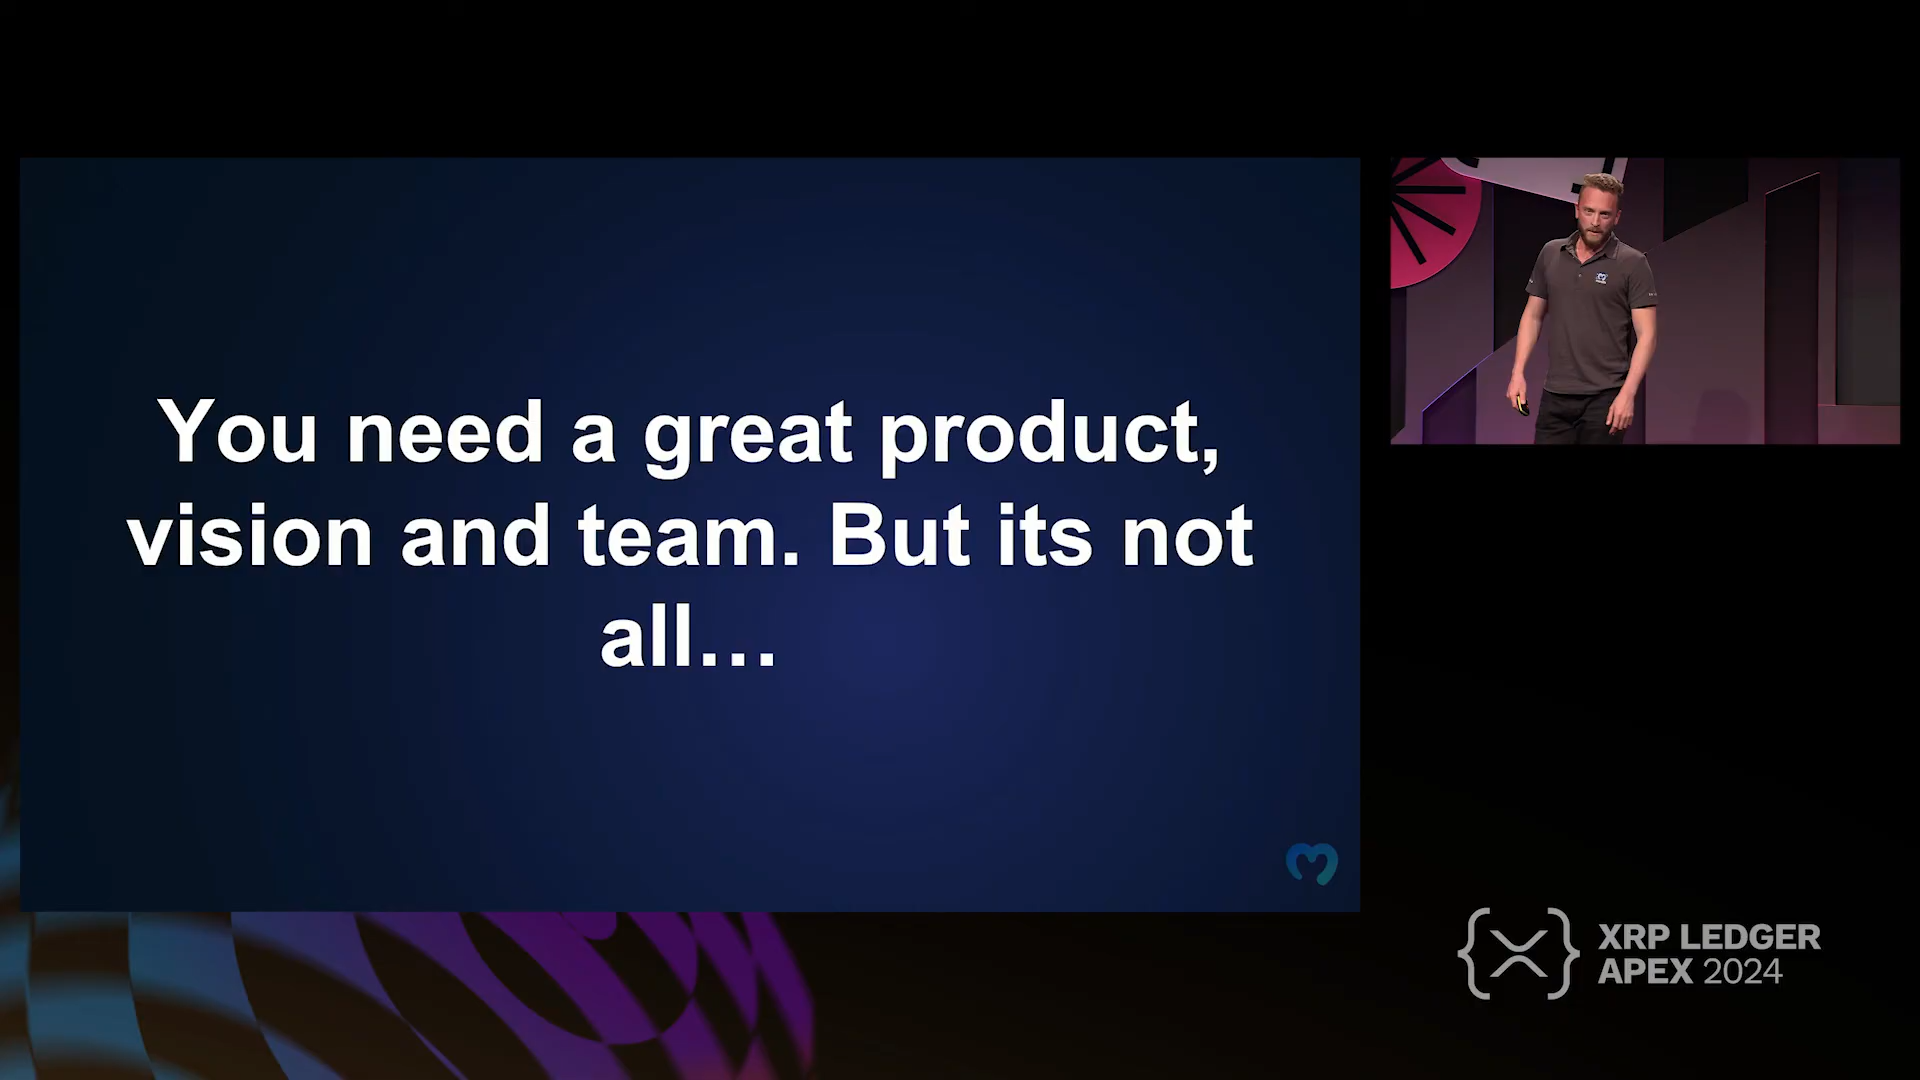 You need a great product,
vision and team. But its not
all...
XRP LEDGER
APEX 2024